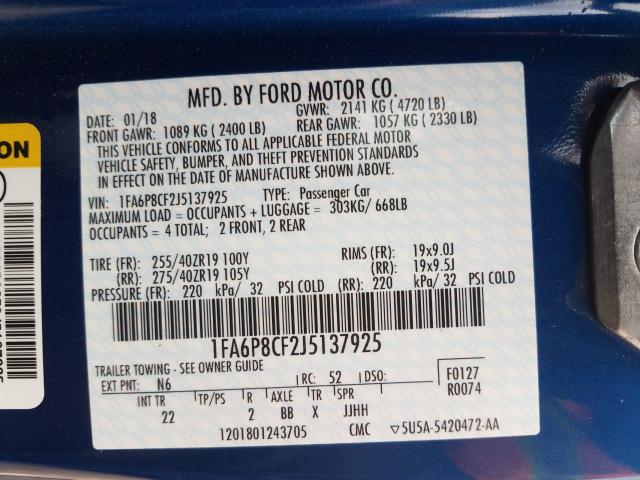 MFD. BY FORD MOTOR CO.
DATE: 01/18 GVWR: 2141 KG ( 4720 LB)
FRONT GAWR: 1089 KG ( 2400 LB) REAR GAWR: 1057 KG ( 2330 LB)
THIS VEHICLE CONFORMS TO ALL APPLICABLE FEDERAL MOTOR
VEHICLE SAFETY, BUMPER, AND THEFT PREVENTION STANDARDS
IN EFFECT ON THE DATE OF MANUFACTURE SHOWN ABOVE.
VIN: 1FA6P8CF2J5137925 TYPE: Passenger Car
MAXIMUM LOAD = OCCUPANTS + LUGGAGE = 303KG/ 668LB
OCCUPANTS = 4 TOTAL; 2 FRONT, 2 REAR
TIRE (FR): 255/40ZR19 100Y RIMS (FR): 19x9.0J
(RR): 275/40ZR19 105Y (RR): 19x9.5J
PRESSURE (FR): 220 kPa/ 32 PSI COLD (RR): 220 kPa/ 32 PSI COLD
1FA6P8CF2J5137925
TRAILER TOWING - SEE OWNER GUIDE
EXT PNT: N6 RC: 52 DSO: F0127
R0074
INT TR TP/PS R AXLE TR SPR
22 2 BB X JJHH
1201801243705 CMC ▽5U5A-5420472-AA
ON